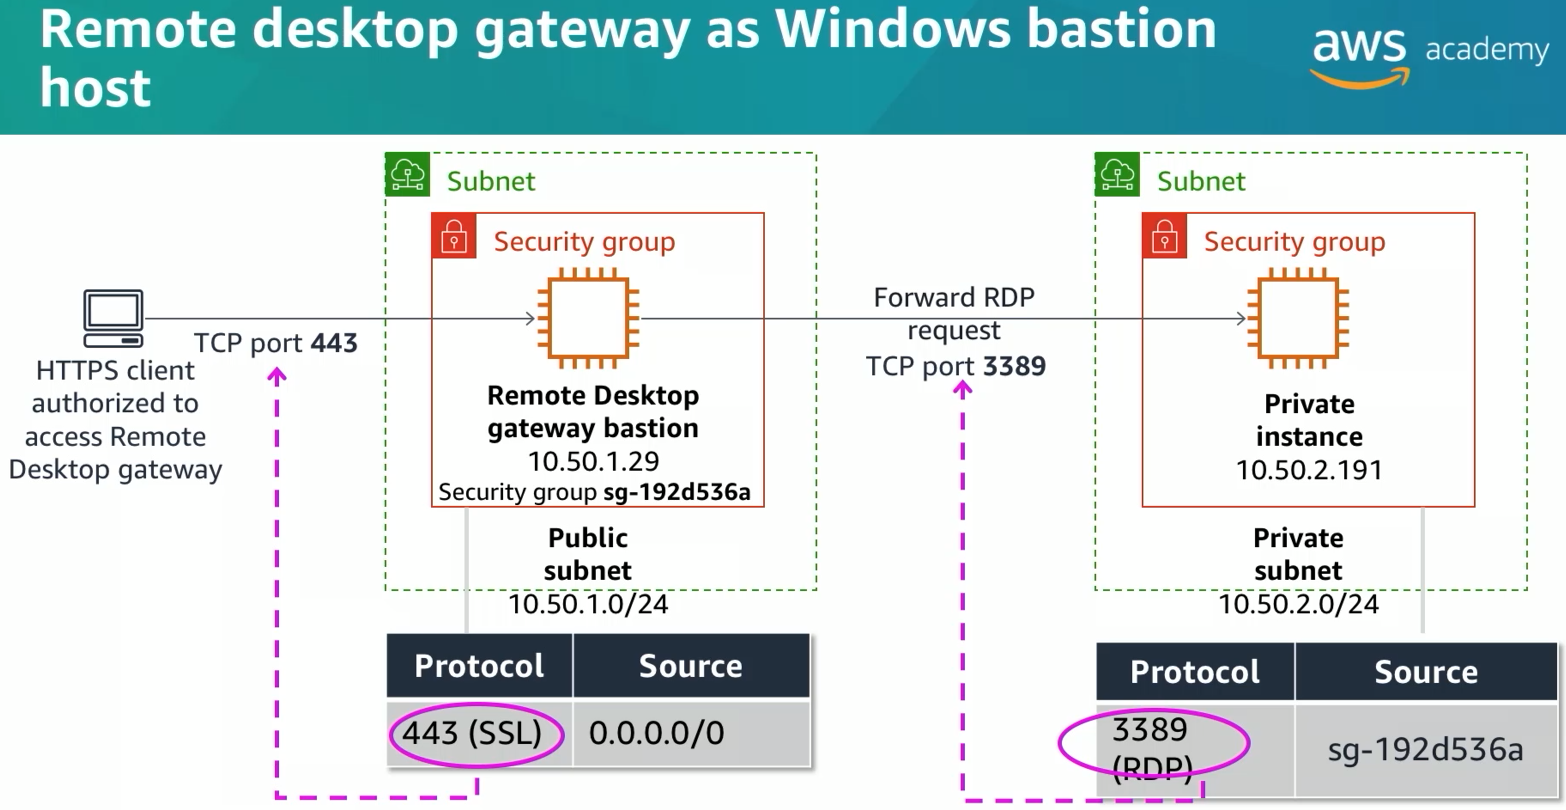 Remote desktop gateway as Windows bastion
host
aws academy
Subnet
Security group
HTTPS client
authorized to
access Remote
Desktop gateway
TCP port 443
Remote Desktop
gateway bastion
10.50.1.29
Security group sg-192d536a
Public
subnet
10.50.1.0/24
Protocol Source
443 (SSL) 0.0.0.0/0
Forward RDP
request
TCP port 3389
Subnet
Security group
Private
instance
10.50.2.191
Private
subnet
10.50.2.0/24
Protocol Source
3389
(RDP)
sg-192d536a